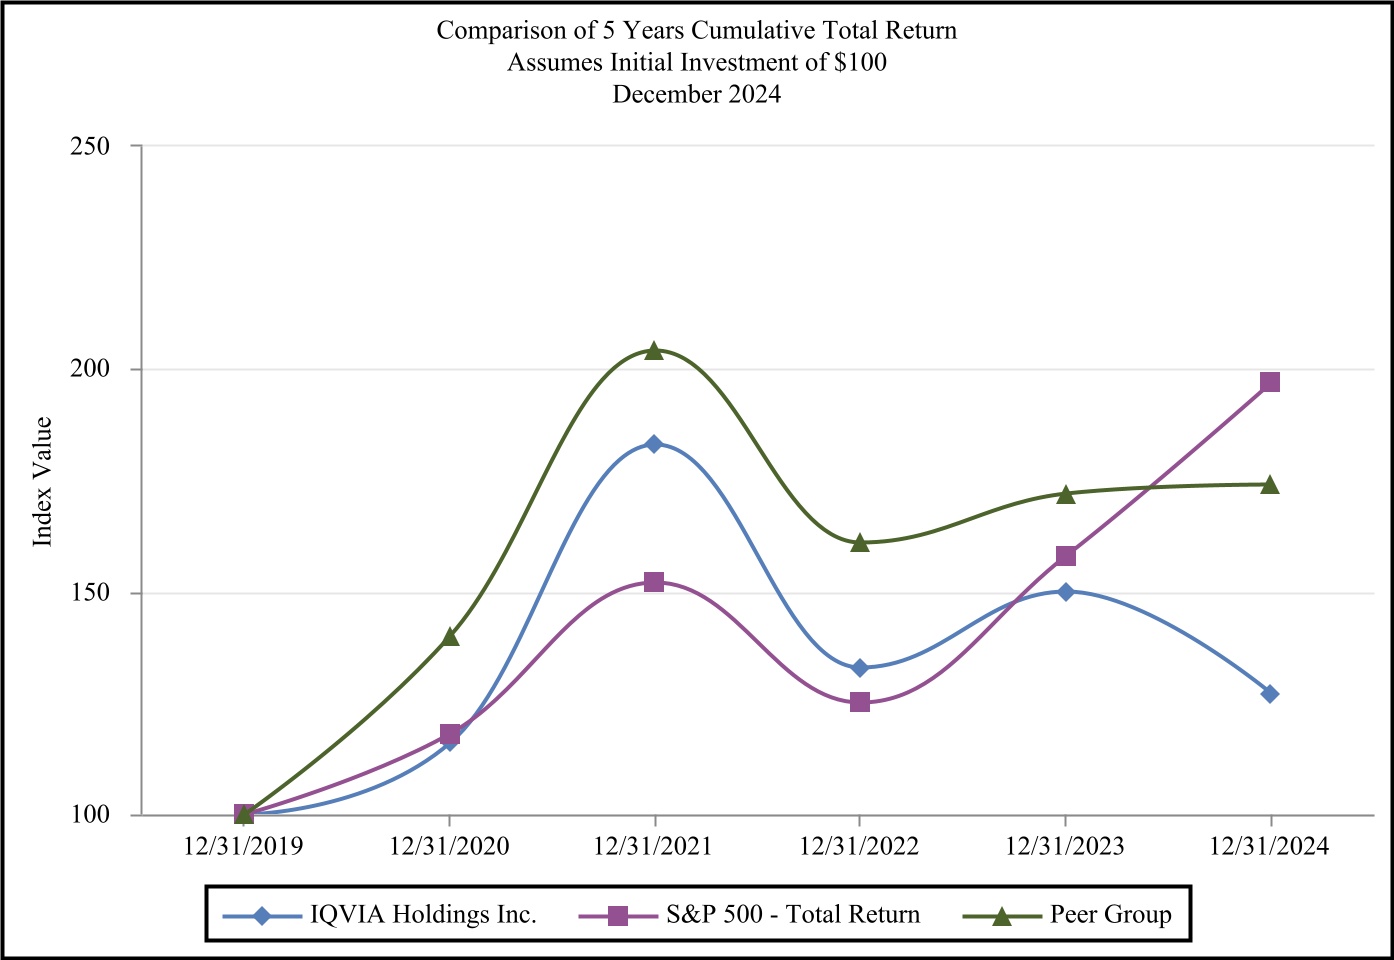 Comparison of 5 Years Cumulative Total Return
Assumes Initial Investment of $100
December 2024
250
200
150
100
Index Value
12/31/2019
12/31/2020
12/31/2021
12/31/2022
12/31/2023
12/31/2024
IQVIA Holdings Inc.
S&P 500 - Total Return
Peer Group